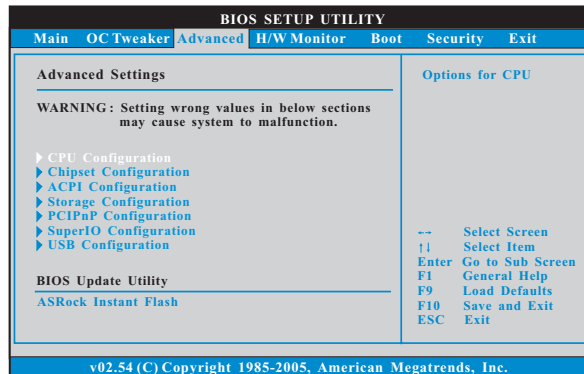 BIOS SETUP UTILITY
Main OC Tweaker Advanced H/W Monitor Boot Security Exit
Advanced Settings
WARNING : Setting wrong values in below sections
may cause system to malfunction.
CPU Configuration
Chipset Configuration
ACPI Configuration
Storage Configuration
PCIPnP Configuration
SuperIO Configuration
USB Configuration
BIOS Update Utility
ASRock Instant Flash
Options for CPU
←→ Select Screen
↑↓ Select Item
Enter Go to Sub Screen
F1 General Help
F9 Load Defaults
F10 Save and Exit
ESC Exit
v02.54 (C) Copyright 1985-2005, American Megatrends, Inc.